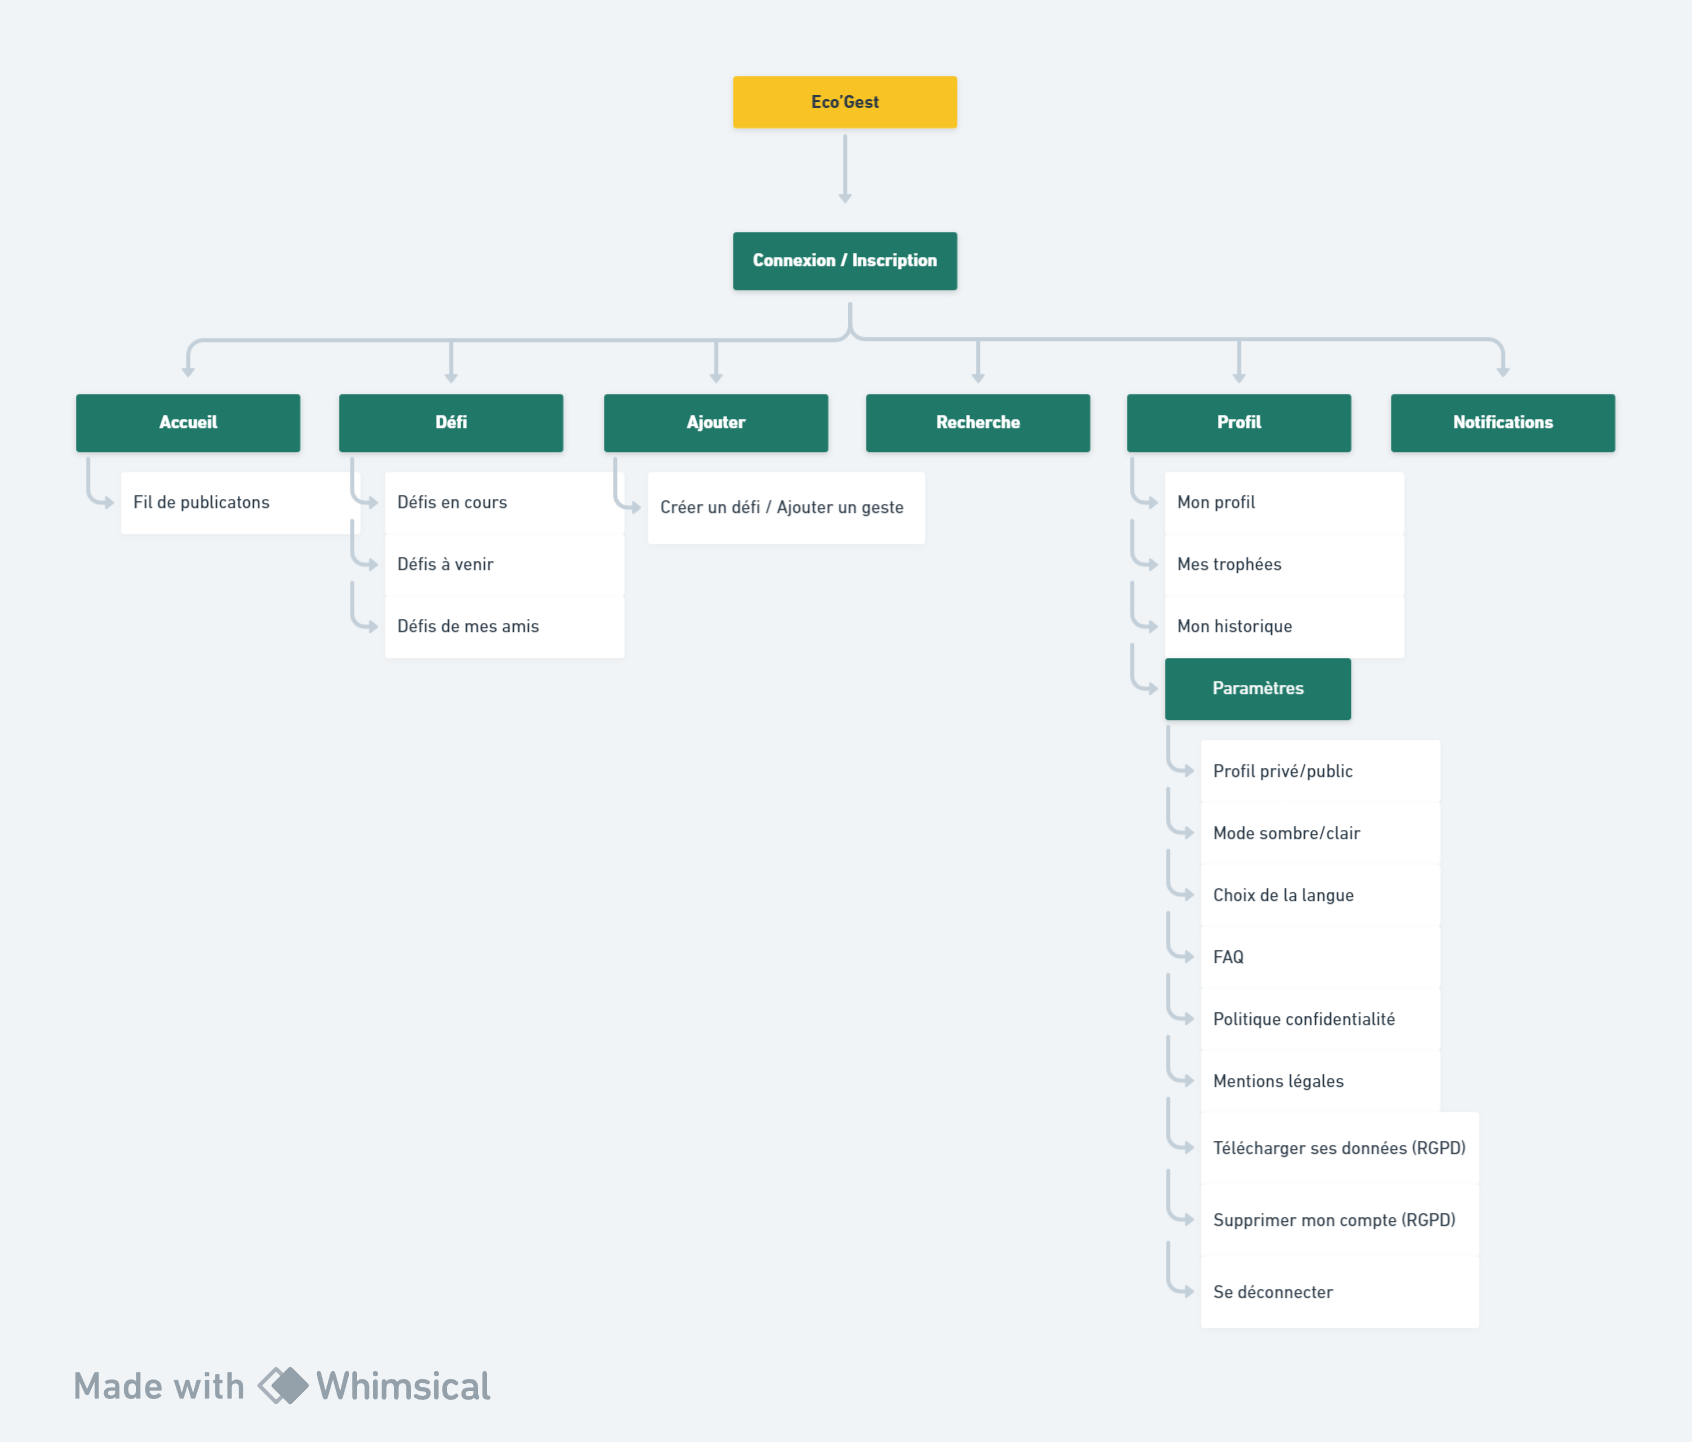 Eco'Gest
Connexion / Inscription
Accueil
Défi
Ajouter
Recherche
Profil
Notifications
Fil de publicatons
Défis en cours
Défis à venir
Défis de mes amis
Créer un défi / Ajouter un geste
Mon profil
Mes trophées
Mon historique
Paramètres
Profil privé/public
Mode sombre/clair
Choix de la langue
FAQ
Politique confidentialité
Mentions légales
Télécharger ses données (RGPD)
Supprimer mon compte (RGPD)
Se déconnecter
Made with Whimsical